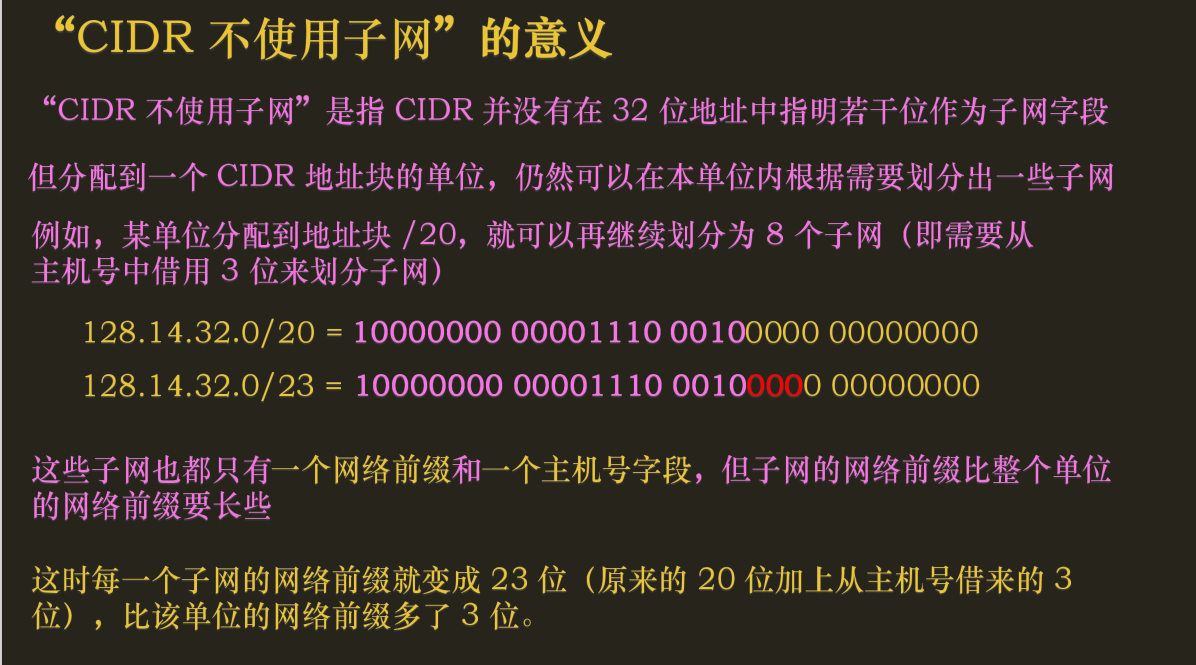 “CIDR 不使用子网”的意义
“CIDR 不使用子网”是指 CIDR 并没有在 32 位地址中指明若干位作为子网字段
但分配到一个 CIDR 地址块的单位，仍然可以在本单位内根据需要划分出一些子网
例如，某单位分配到地址块 /20，就可以再继续划分为 8 个子网（即需要从
主机号中借用 3 位来划分子网）
128.14.32.0/20 = 10000000 00001110 00100000 00000000
128.14.32.0/23 = 10000000 00001110 00100000 00000000
这些子网也都只有一个网络前缀和一个主机号字段，但子网的网络前缀比整个单位
的网络前缀要长些
这时每一个子网的网络前缀就变成 23 位（原来的 20 位加上从主机号借来的 3
位），比该单位的网络前缀多了 3 位。